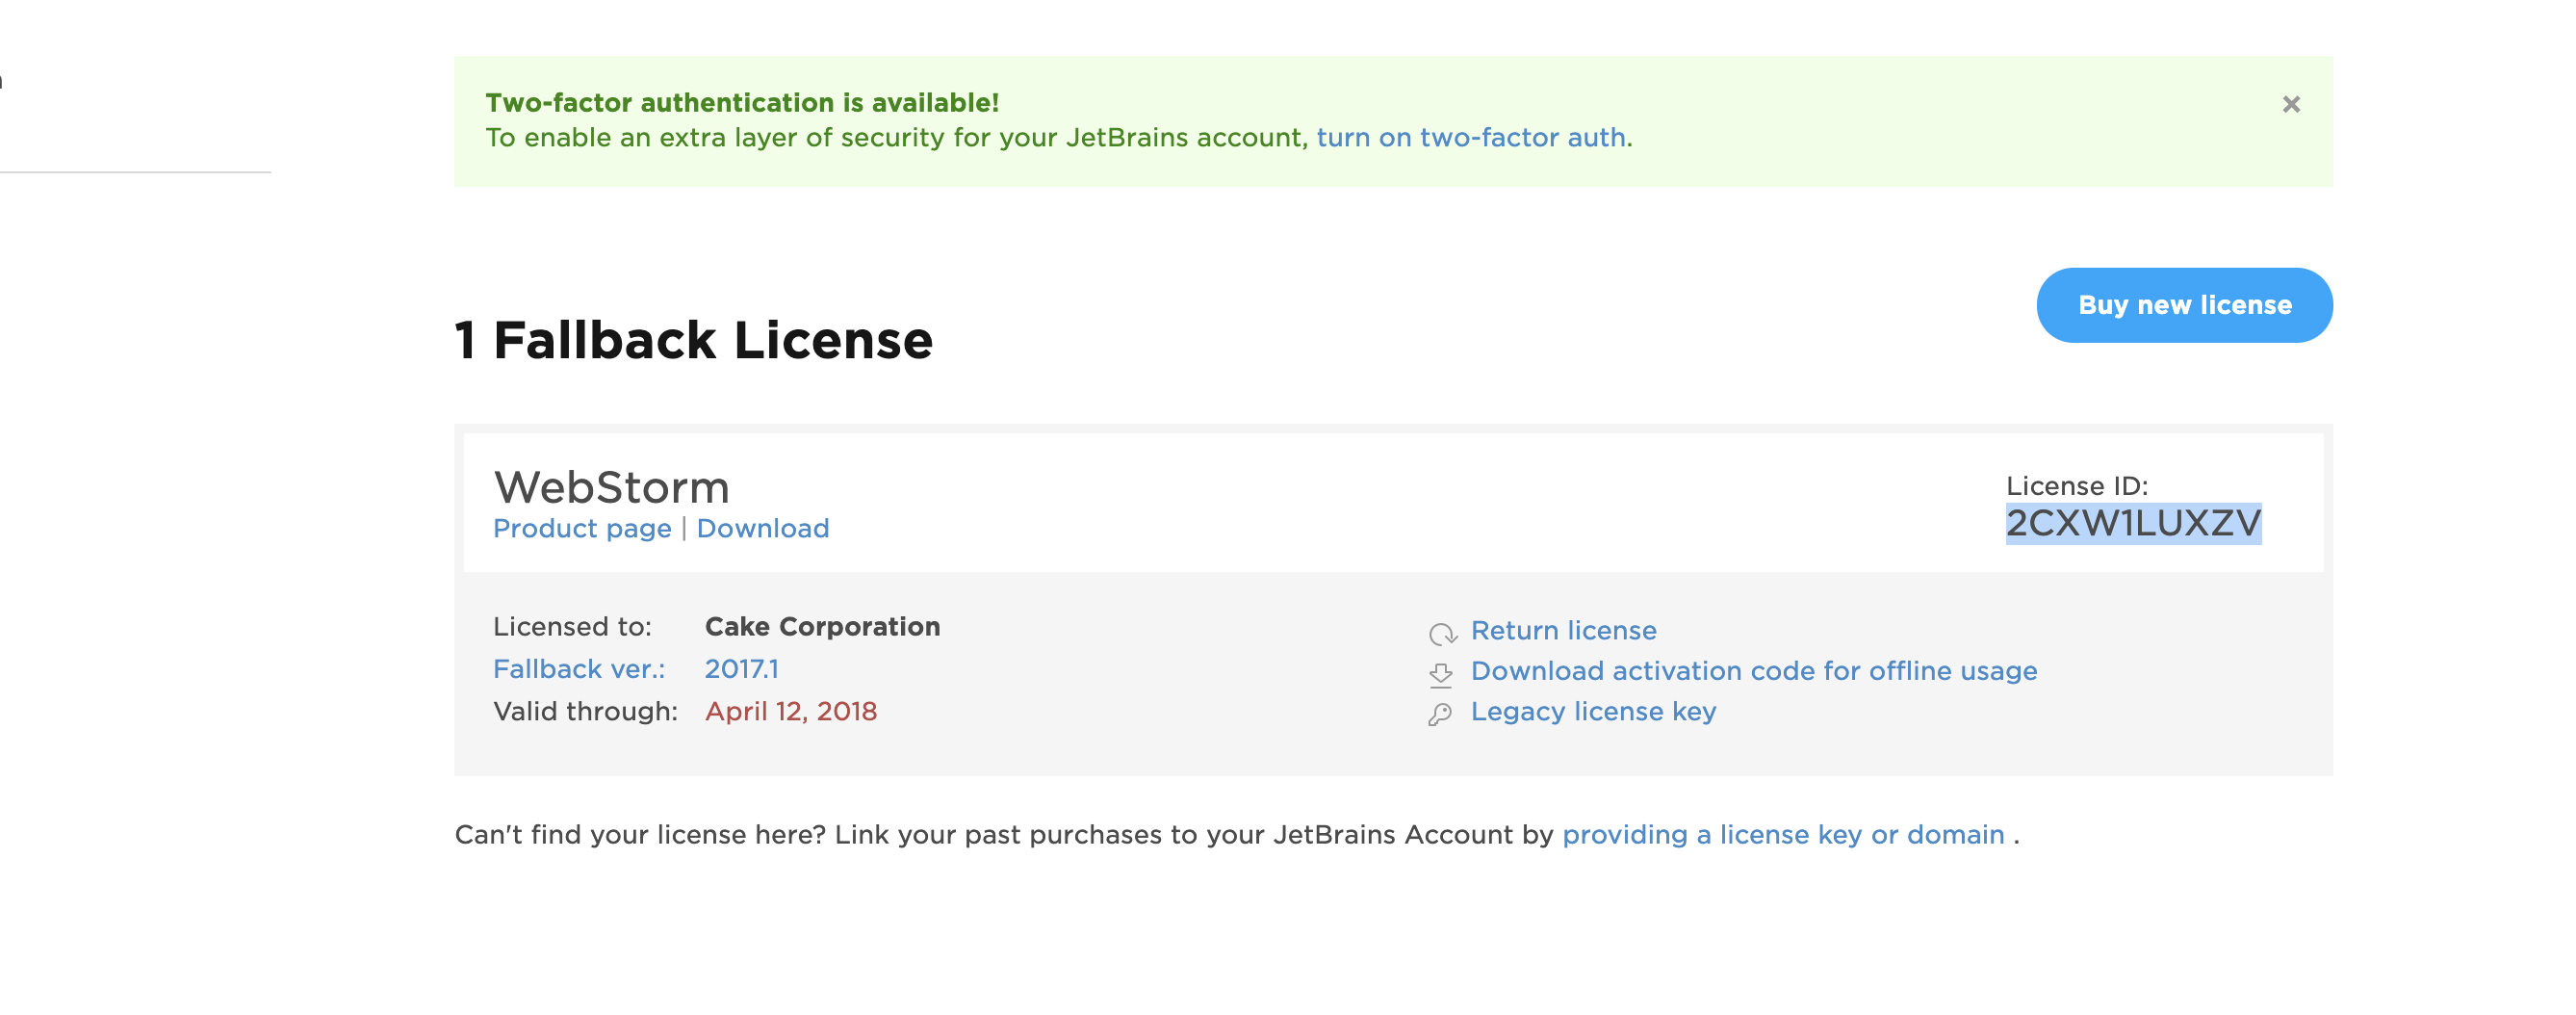 Two-factor authentication is available!
To enable an extra layer of security for your JetBrains account, turn on two-factor auth.
Buy new license
1 Fallback License
WebStorm
Product page | Download
License ID:
2CXW1LUXZV
Licensed to: Cake Corporation
Fallback ver.: 2017.1
Valid through: April 12, 2018
Return license
Download activation code for offline usage
Legacy license key
Can't find your license here? Link your past purchases to your JetBrains Account by providing a license key or domain .